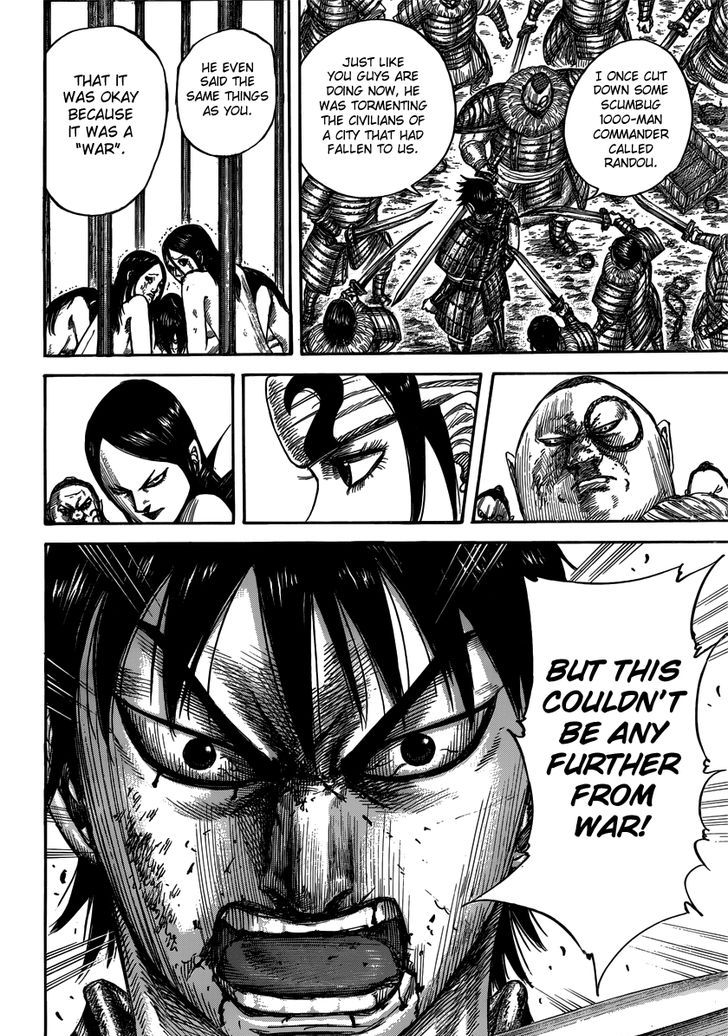 I ONCE CUT
DOWN SOME
SCUMBUG
1000-MAN
COMMANDER
CALLED
RANDOU.
JUST LIKE
YOU GUYS ARE
DOING NOW, HE
WAS TORMENTING
THE CIVILIANS OF
A CITY THAT HAD
FALLEN TO US.
HE EVEN
SAID THE
SAME THINGS
AS YOU.
THAT IT
WAS OKAY
BECAUSE
IT WAS A
"WAR".
BUT THIS
COULDN'T
BE ANY
FURTHER
FROM
WAR!